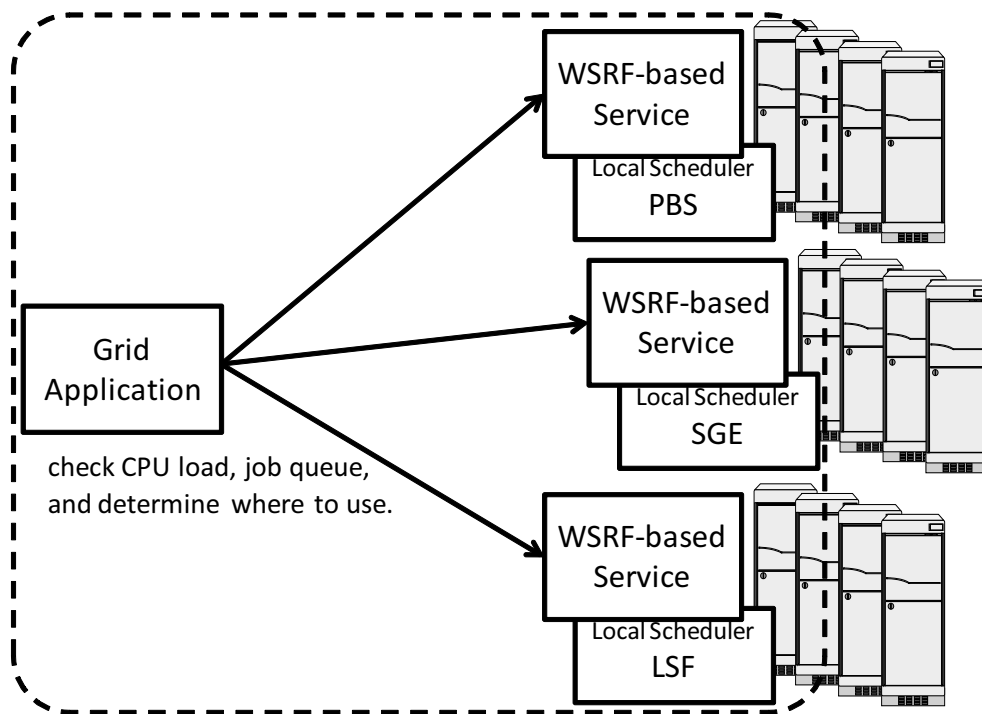 WSRF-based
Service
Local Scheduler
PBS
WSRF-based
Service
Local Scheduler
SGE
Grid
Application
check CPU load, job queue,
and determine where to use.
WSRF-based
Service
Local Scheduler
LSF